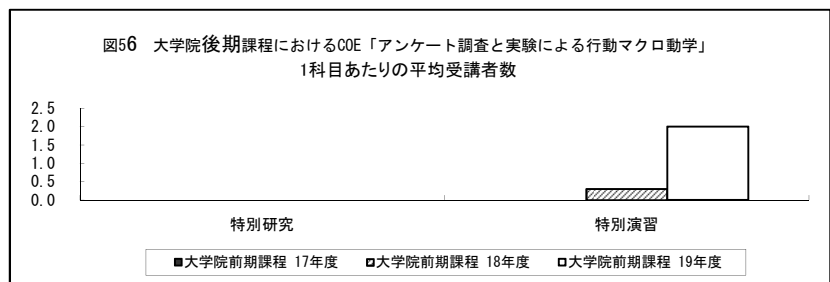 図56 大学院後期課程におけるCOE「アンケート調査と実験による行動マクロ動学」
1科目あたりの平均受講者数
2.5
2.0
1.5
1.0
0.5
0.0
特別研究 特別演習
■大学院前期課程 17年度 大学院前期課程 18年度 大学院前期課程 19年度